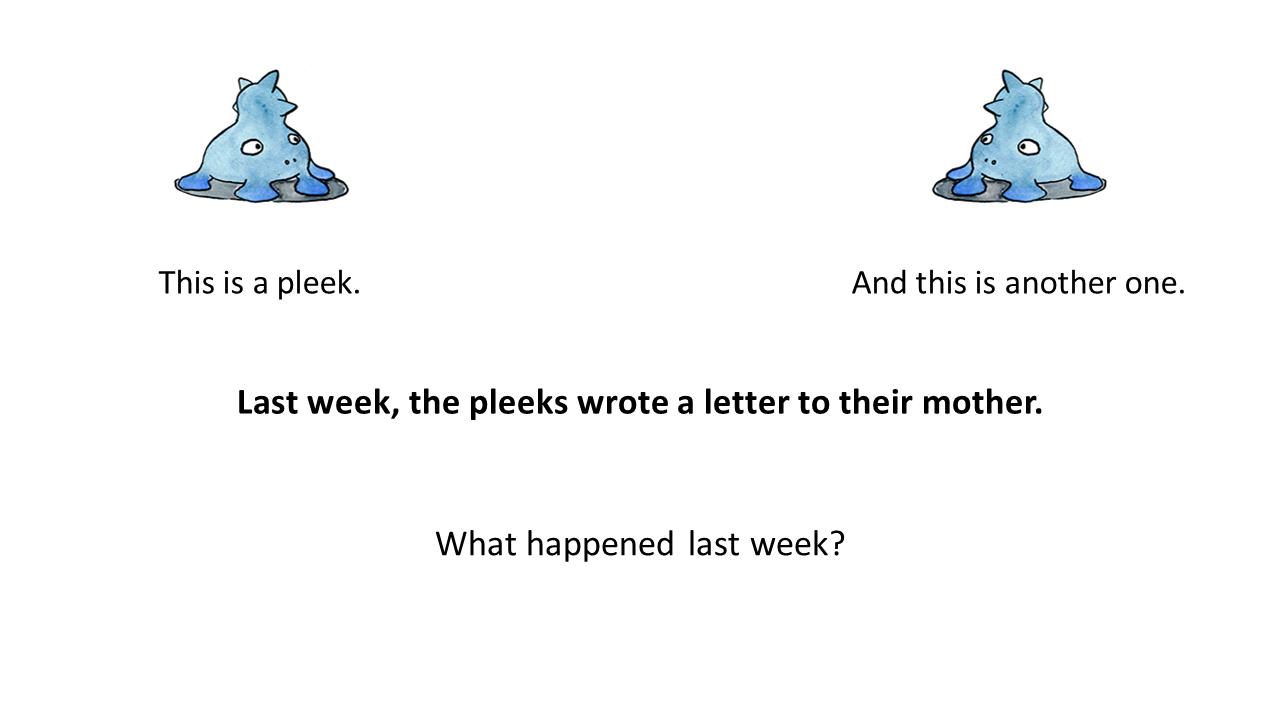 This is a pleek.
And this is another one.
Last week, the pleeks wrote a letter to their mother.
What happened last week?